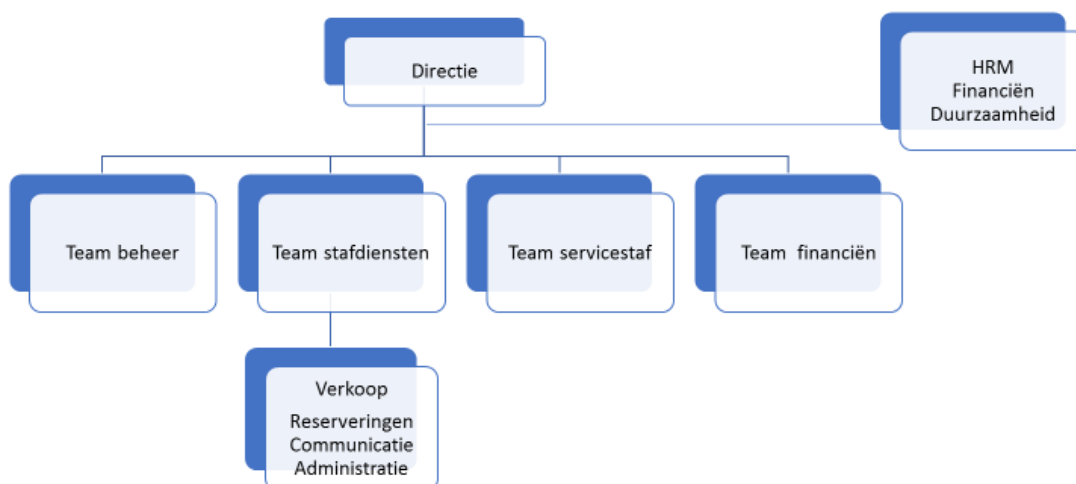 Directie
HRM
Financiën
Duurzaamheid
Team beheer
Team stafdiensten
Team servicestaf
Team financiën
Verkoop
Reserveringen
Communicatie
Administratie